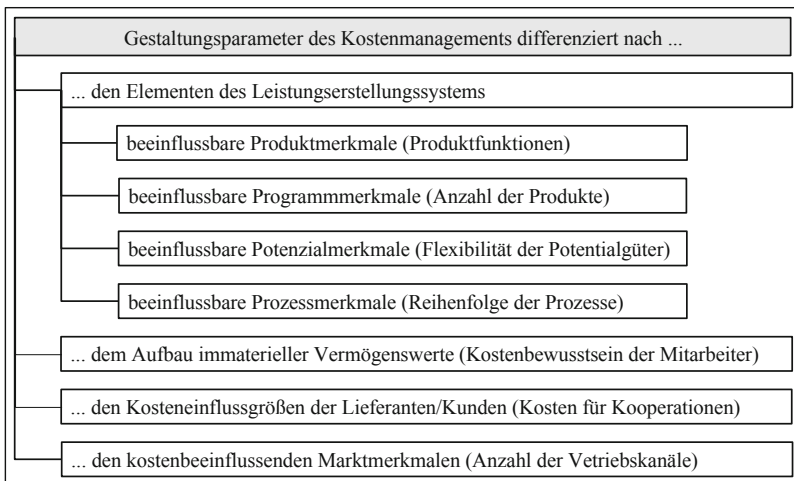 Gestaltungsparameter des Kostenmanagements differenziert nach ...
... den Elementen des Leistungserstellungssystems
beeinflussbare Produktmerkmale (Produktfunktionen)
beeinflussbare Programmmerkmale (Anzahl der Produkte)
beeinflussbare Potenzialmerkmale (Flexibilität der Potentialgüter)
beeinflussbare Prozessmerkmale (Reihenfolge der Prozesse)
... dem Aufbau immaterieller Vermögenswerte (Kostenbewusstsein der Mitarbeiter)
... den Kosteneinflussgrößen der Lieferanten/Kunden (Kosten für Kooperationen)
... den kostenbeeinflussenden Marktmerkmalen (Anzahl der Vetriebskanäle)